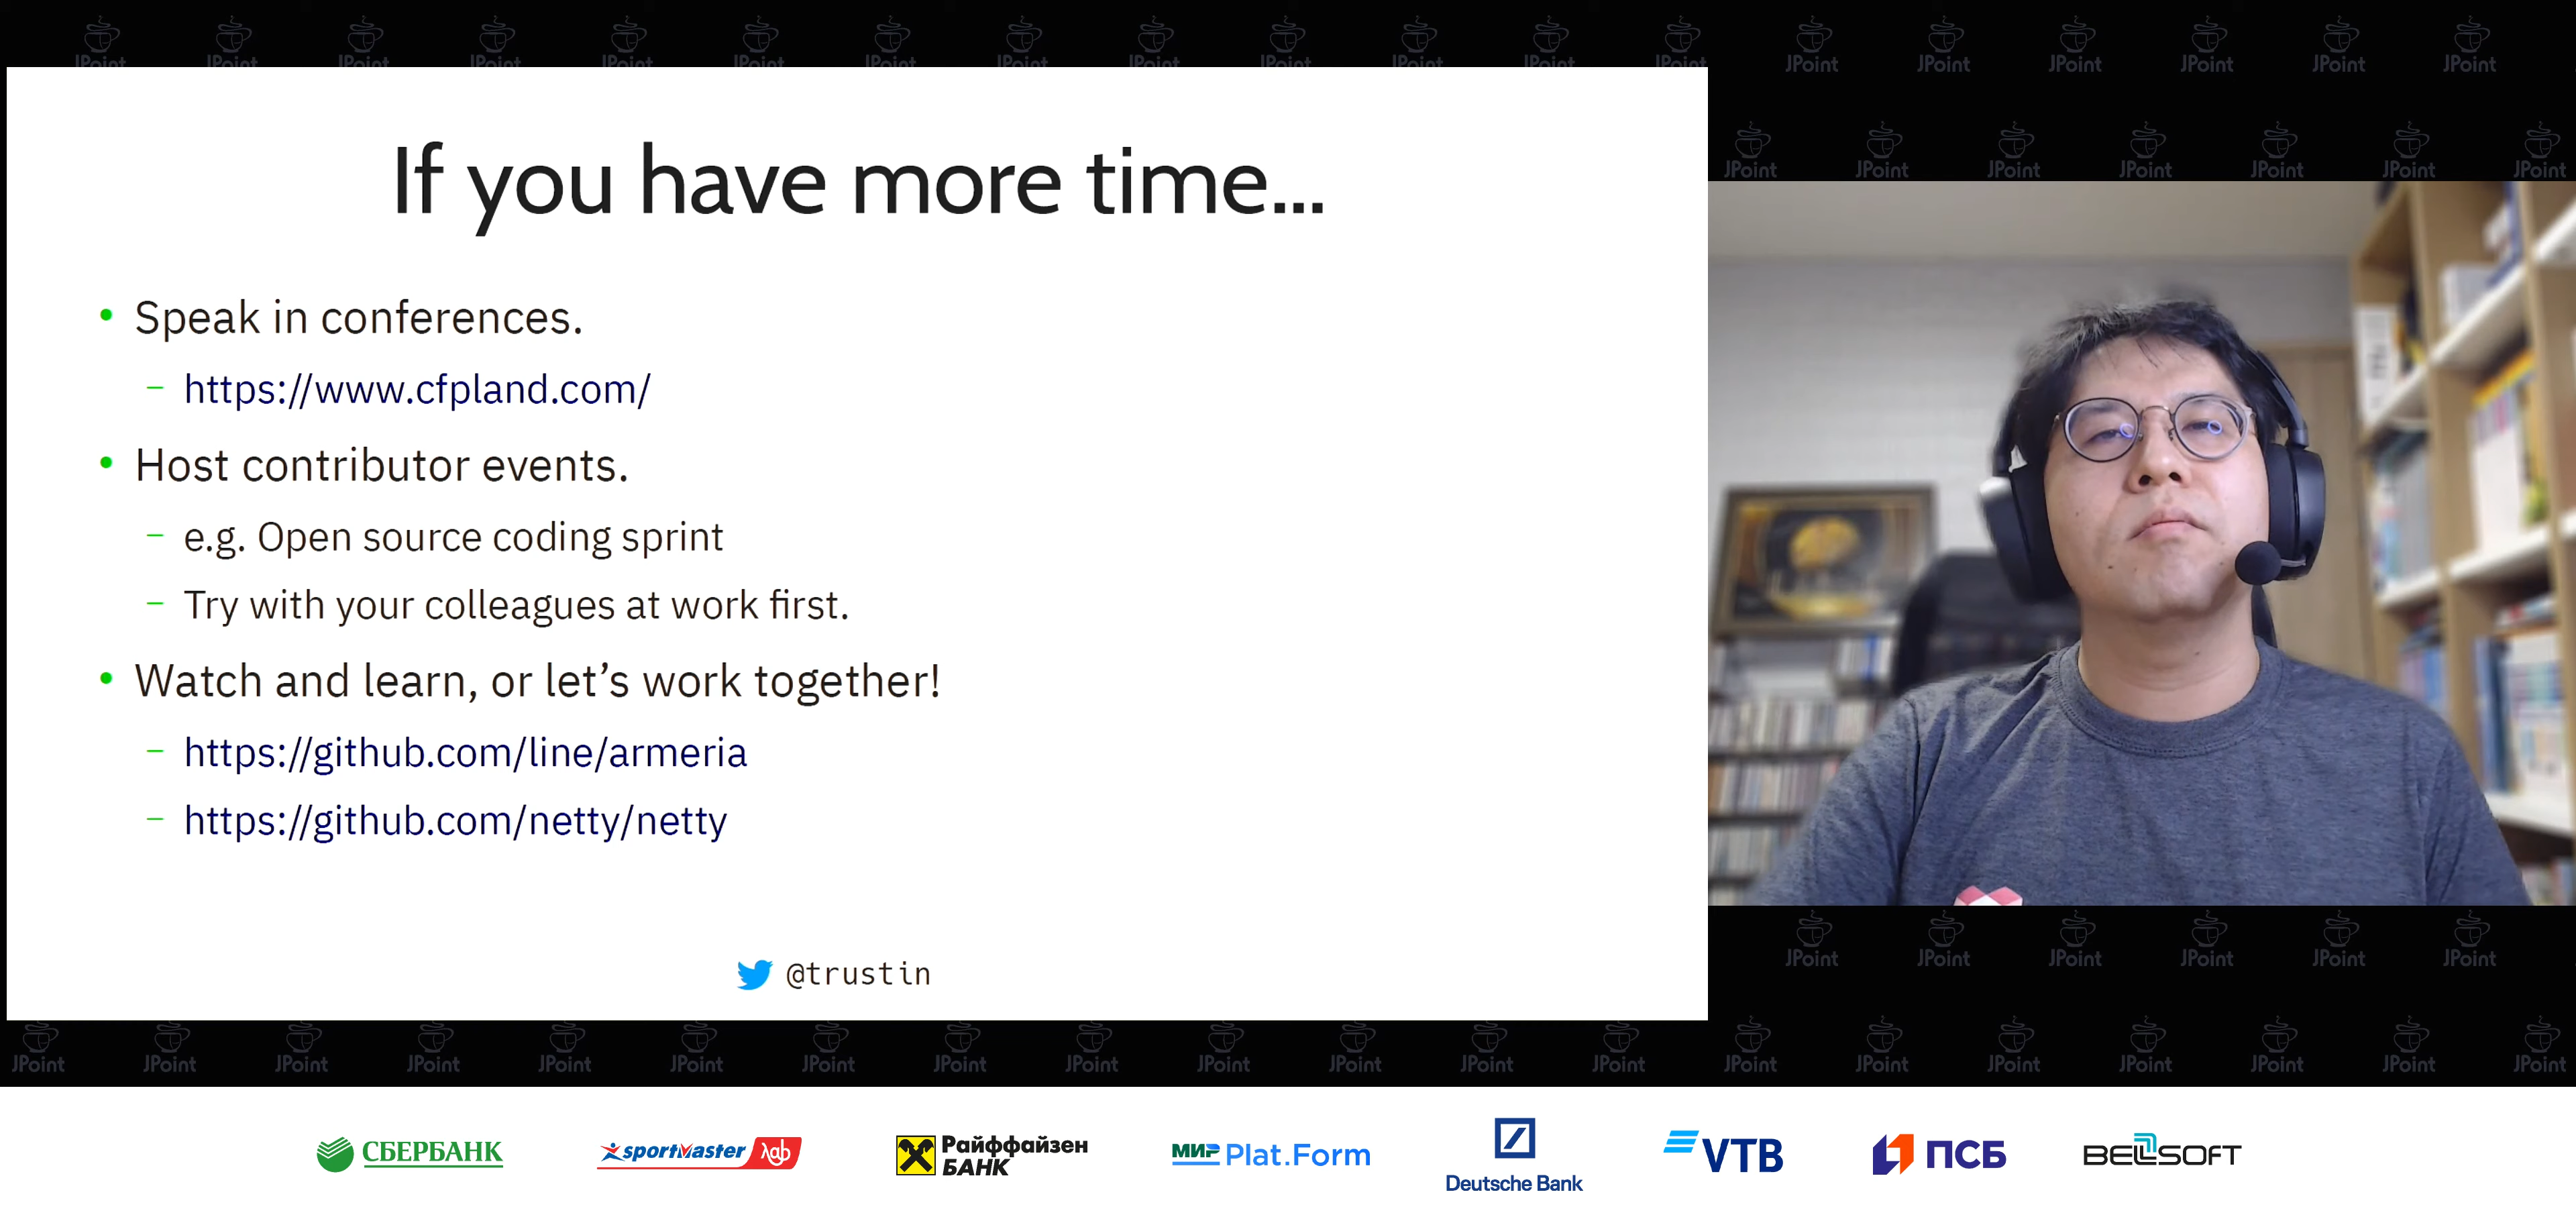 If you have more time...
• Speak in conferences.
– https://www.cfpland.com/
• Host contributor events.
– e.g. Open source coding sprint
– Try with your colleagues at work first.
• Watch and learn, or let's work together!
– https://github.com/line/armeria
– https://github.com/netty/netty
@trustin
JPoint
СБЕРБАНК
sportmaster lab
Райффайзен
БАНК
МИР Plat.Form
Deutsche Bank
VTB
ПСБ
BELLSOFT